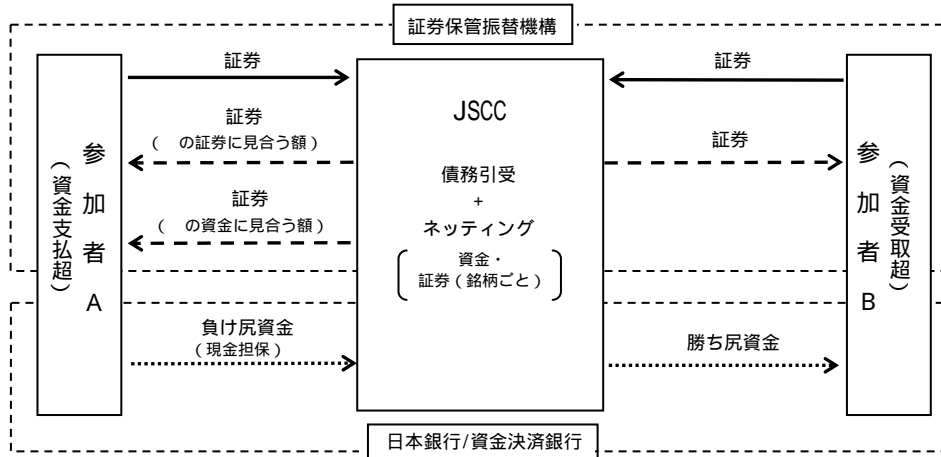 証券保管振替機構
証券
証券
証券
( の証券に見合う額)
証券
証券
( の資金に見合う額)
JSCC
債務引受
+
ネッティング
資金・
証券(銘柄ごと)
参加者A
(資金支払超)
参加者B
(資金受取超)
負け尻資金
(現金担保)
勝ち尻資金
日本銀行/資金決済銀行